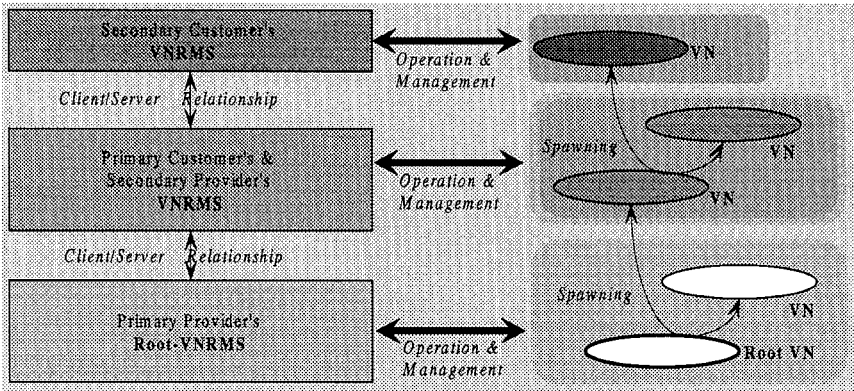 Secondary Customer's
VNRMS
Operation &
Management
VN
Client/Server Relationship
Spawning
VN
Primary Customer's &
Secondary Provider's
VNRMS
Operation &
Management
VN
Client/Server Relationship
Spawning
VN
Primary Provider's
Root-VNRMS
Operation &
Management
Root VN